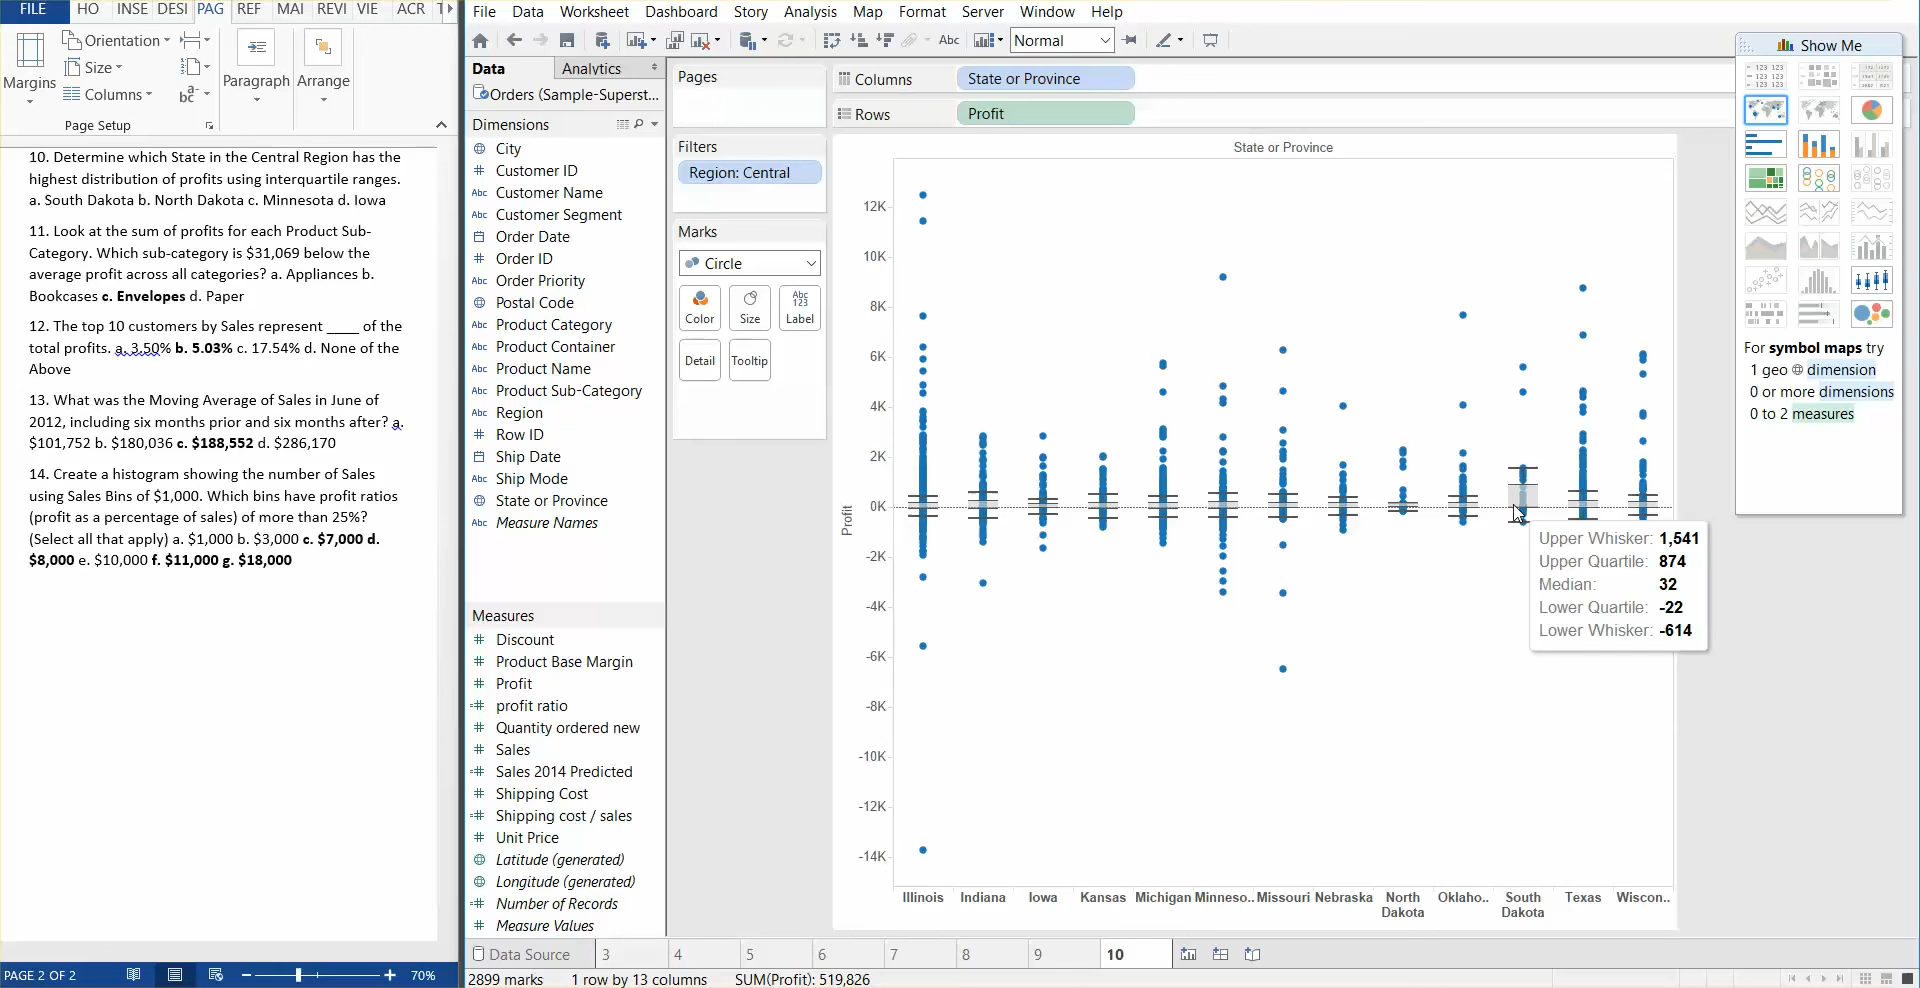 FILE HO INSE DESI PAG REF MAI REVI VIE ACR
Margins
Orientation
Size
Columns
Paragraph
Arrange
Page Setup
10. Determine which State in the Central Region has the
highest distribution of profits using interquartile ranges.
a. South Dakota b. North Dakota c. Minnesota d. Iowa
11. Look at the sum of profits for each Product Sub-
Category. Which sub-category is $31,069 below the
average profit across all categories? a. Appliances b.
Bookcases c. Envelopes d. Paper
12. The top 10 customers by Sales represent ____ of the
total profits. a. 3.50% b. 5.03% c. 17.54% d. None of the
Above
13. What was the Moving Average of Sales in June of
2012, including six months prior and six months after? a.
$101,752 b. $180,036 c. $188,552 d. $286,170
14. Create a histogram showing the number of Sales
using Sales Bins of $1,000. Which bins have profit ratios
(profit as a percentage of sales) of more than 25%?
(Select all that apply) a. $1,000 b. $3,000 c. $7,000 d.
$8,000 e. $10,000 f. $11,000 g. $18,000
PAGE 2 OF 2
70%
File Data Worksheet Dashboard Story Analysis Map Format Server Window Help
Abc
Normal
Data
Analytics
Orders (Sample-Superst...
Dimensions
City
Customer ID
Abc Customer Name
Abc Customer Segment
Order Date
Order ID
Abc Order Priority
Postal Code
Abc Product Category
Abc Product Container
Abc Product Name
Abc Product Sub-Category
Abc Region
Row ID
Ship Date
Abc Ship Mode
State or Province
Abc Measure Names
Measures
Discount
Product Base Margin
Profit
profit ratio
Quantity ordered new
Sales
Sales 2014 Predicted
Shipping Cost
Shipping cost / sales
Unit Price
Latitude (generated)
Longitude (generated)
Number of Records
Measure Values
Pages
Filters
Region: Central
Marks
Circle
Color
Size
Abc
123
Label
Detail
Tooltip
Columns
State or Province
Rows
Profit
State or Province
12K
10K
8K
6K
4K
2K
0K
-2K
-4K
-6K
-8K
-10K
-12K
-14K
Profit
Illinois Indiana Iowa Kansas Michigan Minneso.. Missouri Nebraska North Dakota Oklaho.. South Dakota Texas Wiscon..
Upper Whisker: 1,541
Upper Quartile: 874
Median: 32
Lower Quartile: -22
Lower Whisker: -614
Show Me
For symbol maps try
1 geo dimension
0 or more dimensions
0 to 2 measures
Data Source 3 4 5 6 7 8 9 10
2899 marks 1 row by 13 columns SUM(Profit): 519,826